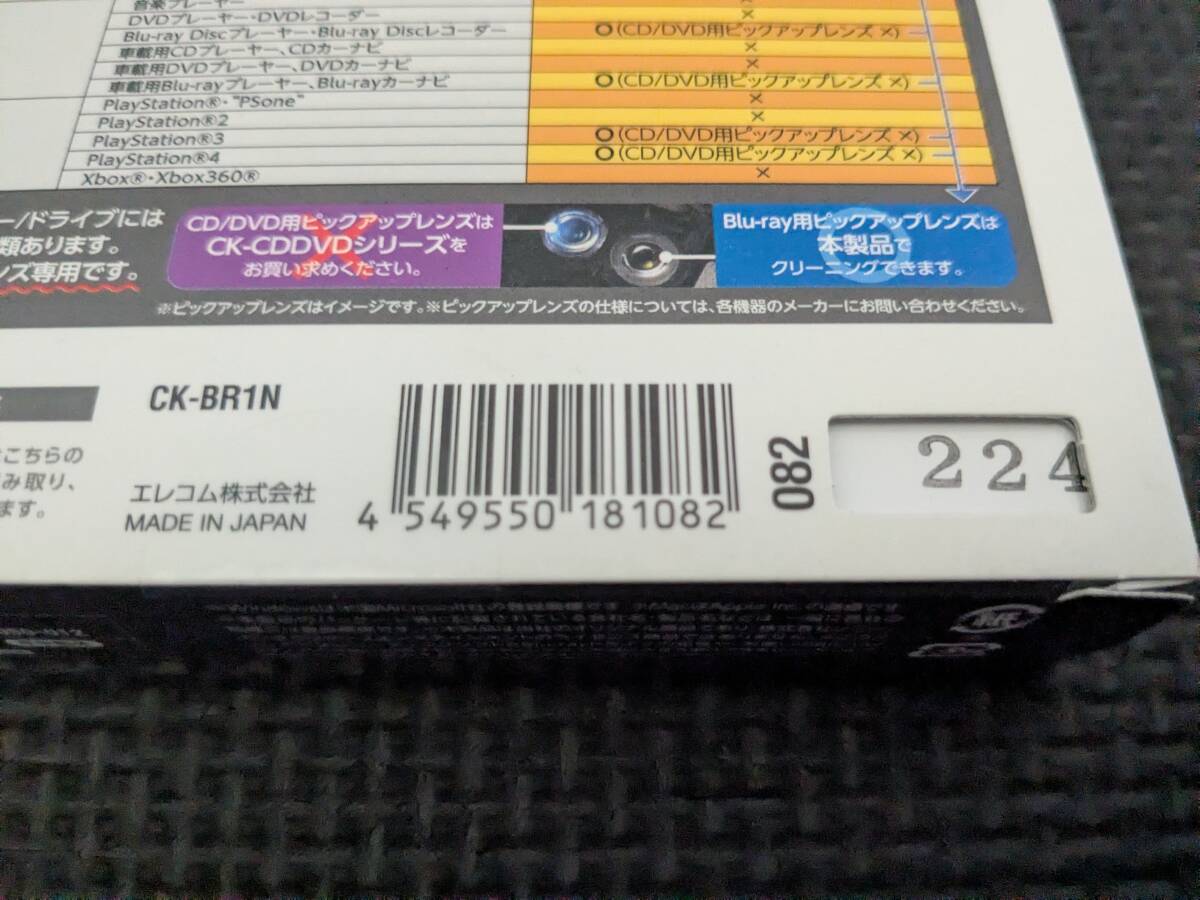 音楽プレーヤー ×
DVDプレーヤー・DVDレコーダー ×
Blu-ray Discプレーヤー・Blu-ray Discレコーダー ○(CD/DVD用ピックアップレンズ ×)
車載用CDプレーヤー、CDカーナビ ×
車載用DVDプレーヤー、DVDカーナビ ×
車載用Blu-rayプレーヤー、Blu-rayカーナビ ○(CD/DVD用ピックアップレンズ ×)
PlayStation®・"PSone" ×
PlayStation®2 ×
PlayStation®3 ○(CD/DVD用ピックアップレンズ ×)
PlayStation®4 ○(CD/DVD用ピックアップレンズ ×)
Xbox®・Xbox360® ×
ー/ドライブには
類あります。
ンズ専用です。
CD/DVD用ピックアップレンズは
CK-CDDVDシリーズを
お買い求めください。
Blu-ray用ピックアップレンズは
本製品で
クリーニングできます。
※ピックアップレンズはイメージです。※ピックアップレンズの仕様については、各機器のメーカーにお問い合わせください。
こちらの
み取り、
ます。
CK-BR1N
エレコム株式会社
MADE IN JAPAN
4 549550 181082
082
224